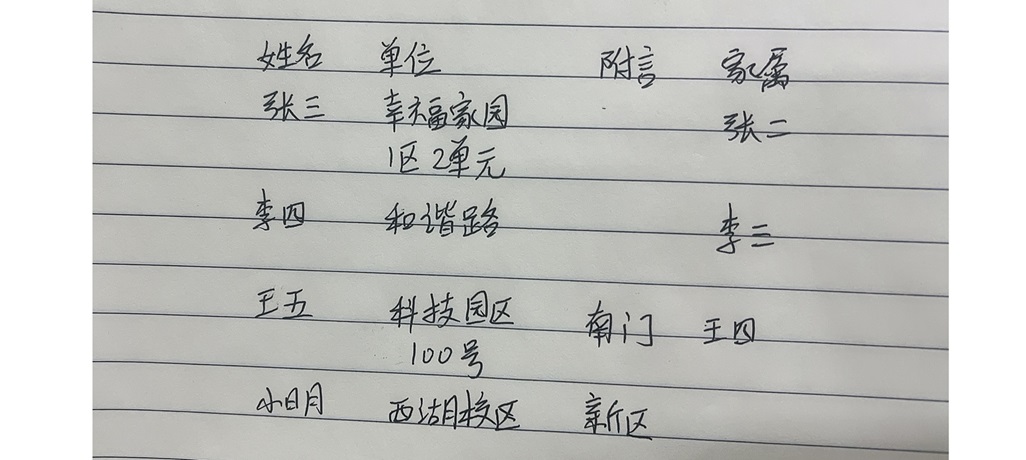 姓名 单位 附言 家属
张三 幸福家园 张二
1区2单元
李四 和谐路 李三
王五 科技园区 南门 王四
100号
小明 西湖校区 新区